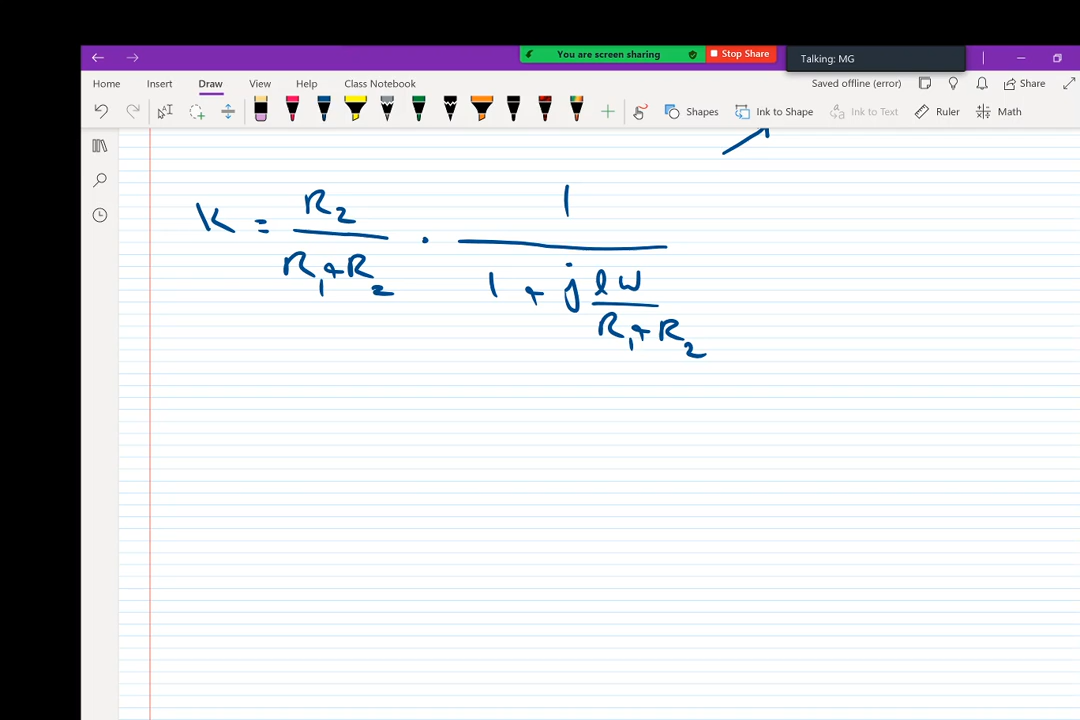 You are screen sharing
Stop Share
Talking: MG
Home Insert Draw View Help Class Notebook
Saved offline (error)
Share
Shapes
Ink to Shape
Ink to Text
Ruler
Math
K = R₂ / (R₁ + R₂) · 1 / (1 + j lω / (R₁ + R₂))